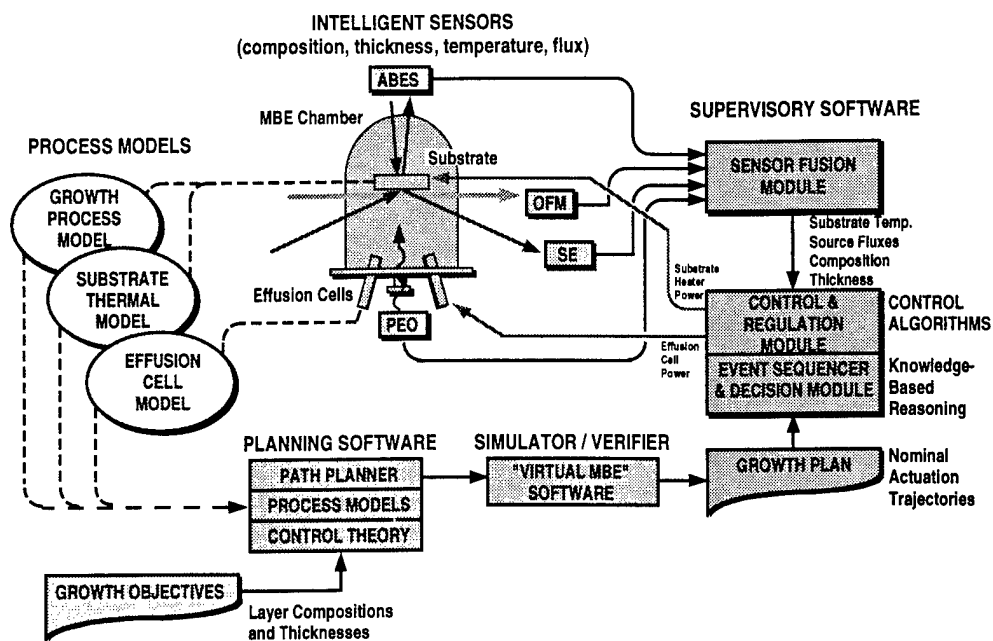 INTELLIGENT SENSORS
(composition, thickness, temperature, flux)
ABES
MBE Chamber
SUPERVISORY SOFTWARE
PROCESS MODELS
Substrate
SENSOR FUSION
MODULE
GROWTH
PROCESS
MODEL
OFM
SE
Substrate Temp.
Source Fluxes
Composition
Thickness
SUBSTRATE
THERMAL
MODEL
Effusion Cells
PEO
Substrate
Heater
Power
CONTROL &
REGULATION
MODULE
CONTROL
ALGORITHMS
Effusion
Cell
Power
EFFUSION
CELL
MODEL
EVENT SEQUENCER
& DECISION MODULE
Knowledge-
Based
Reasoning
PLANNING SOFTWARE
SIMULATOR / VERIFIER
PATH PLANNER
PROCESS MODELS
CONTROL THEORY
"VIRTUAL MBE"
SOFTWARE
GROWTH PLAN
Nominal
Actuation
Trajectories
GROWTH OBJECTIVES
Layer Compositions
and Thicknesses